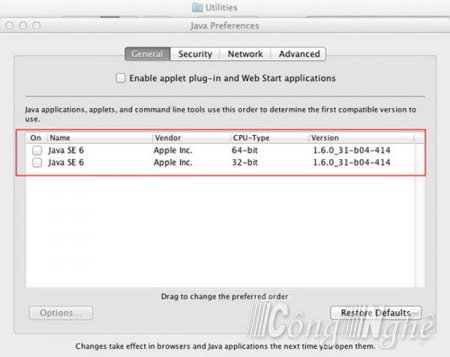 Utilities
Java Preferences
General Security Network Advanced
Enable applet plug-in and Web Start applications
Java applications, applets, and command line tools use this order to determine the first compatible version to
use.
On Name Vendor CPU-Type Version
Java SE 6 Apple Inc. 64-bit 1.6.0_31-b04-414
Java SE 6 Apple Inc. 32-bit 1.6.0_31-b04-414
Drag to change the preferred order
Options... Restore Defaults
Công Nghệ
Changes take effect in browsers and Java applications the next time you open them.